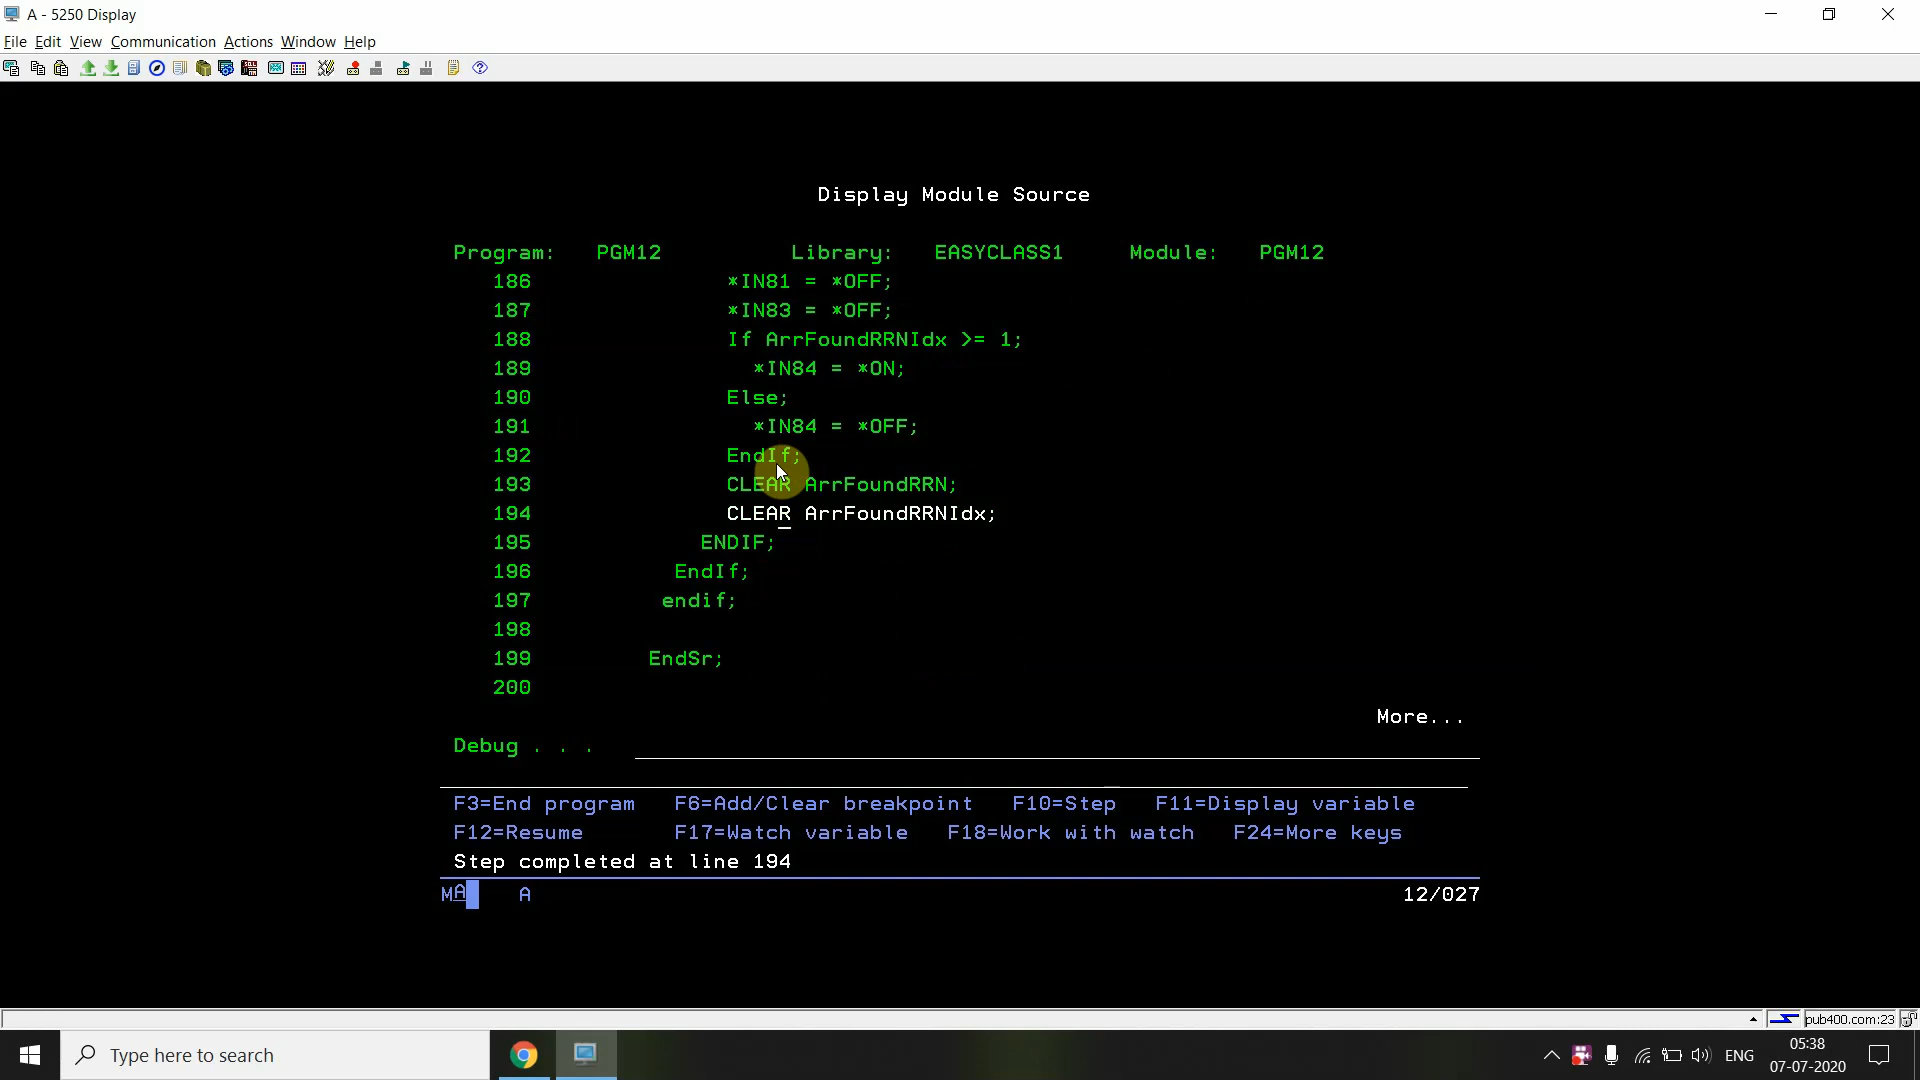 A - 5250 Display
File Edit View Communication Actions Window Help
Display Module Source
Program: PGM12 Library: EASYCLASS1 Module: PGM12
186 *IN81 = *OFF;
187 *IN83 = *OFF;
188 If ArrFoundRRNIdx >= 1;
189 *IN84 = *ON;
190 Else;
191 *IN84 = *OFF;
192 EndIf;
193 CLEAR ArrFoundRRN;
194 CLEAR ArrFoundRRNIdx;
195 ENDIF;
196 EndIf;
197 endif;
198
199 EndSr;
200
More...
Debug . . .
F3=End program F6=Add/Clear breakpoint F10=Step F11=Display variable
F12=Resume F17=Watch variable F18=Work with watch F24=More keys
Step completed at line 194
MA A 12/027
pub400.com:23
Type here to search
ENG
05:38
07-07-2020